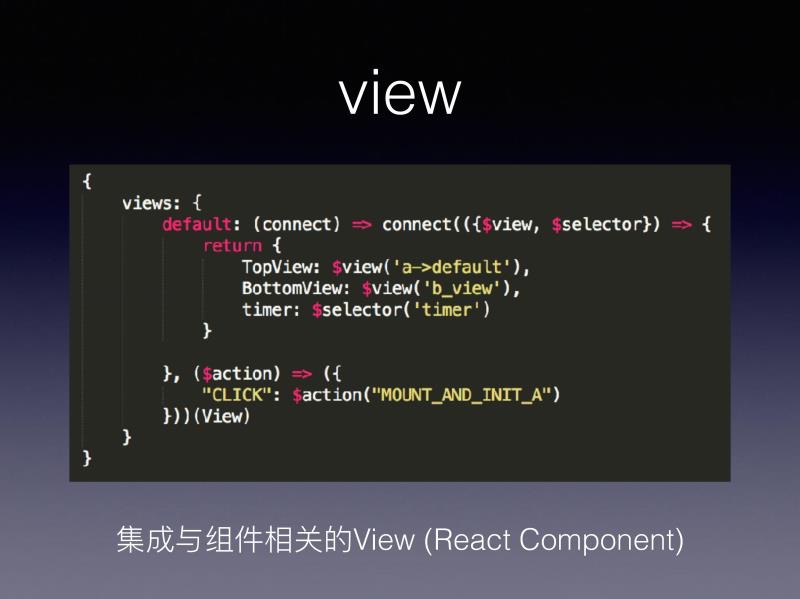 view
{
views: {
default: (connect) => connect(({$view, $selector}) => {
return {
TopView: $view('a->default'),
BottomView: $view('b_view'),
timer: $selector('timer')
}
}, ($action) => ({
"CLICK": $action("MOUNT_AND_INIT_A")
}))(View)
}
}
集成与组件相关的View (React Component)